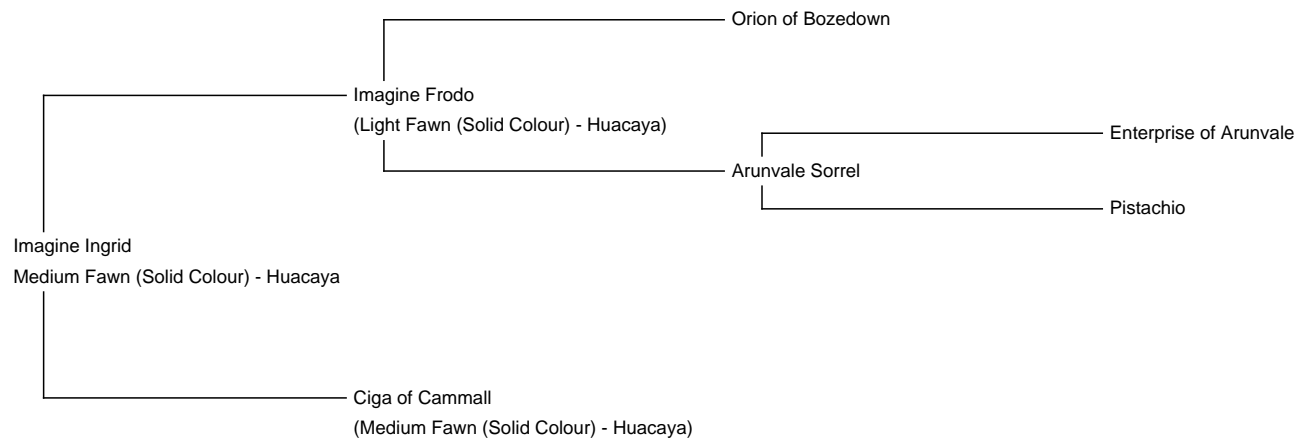 Orion of Bozedown
Imagine Frodo
(Light Fawn (Solid Colour) - Huacaya)
Enterprise of Arunvale
Arunvale Sorrel
Pistachio
Imagine Ingrid
Medium Fawn (Solid Colour) - Huacaya
Ciga of Cammall
(Medium Fawn (Solid Colour) - Huacaya)